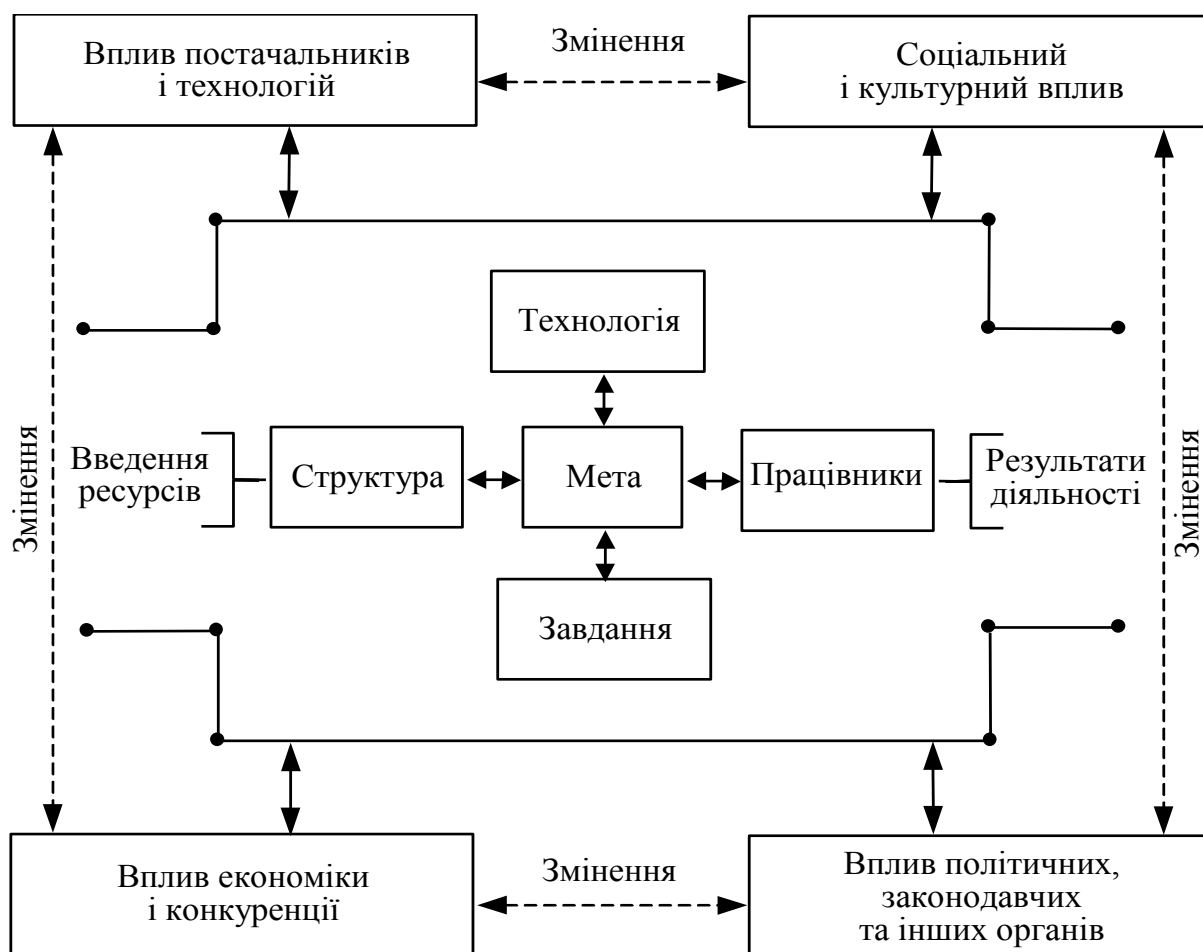 Вплив постачальників
і технологій
Змінення
Соціальний
і культурний вплив
Технологія
Змінення
Введення
ресурсів
Структура
Мета
Працівники
Результати
діяльності
Змінення
Завдання
Вплив економіки
і конкуренції
Змінення
Вплив політичних,
законодавчих
та інших органів